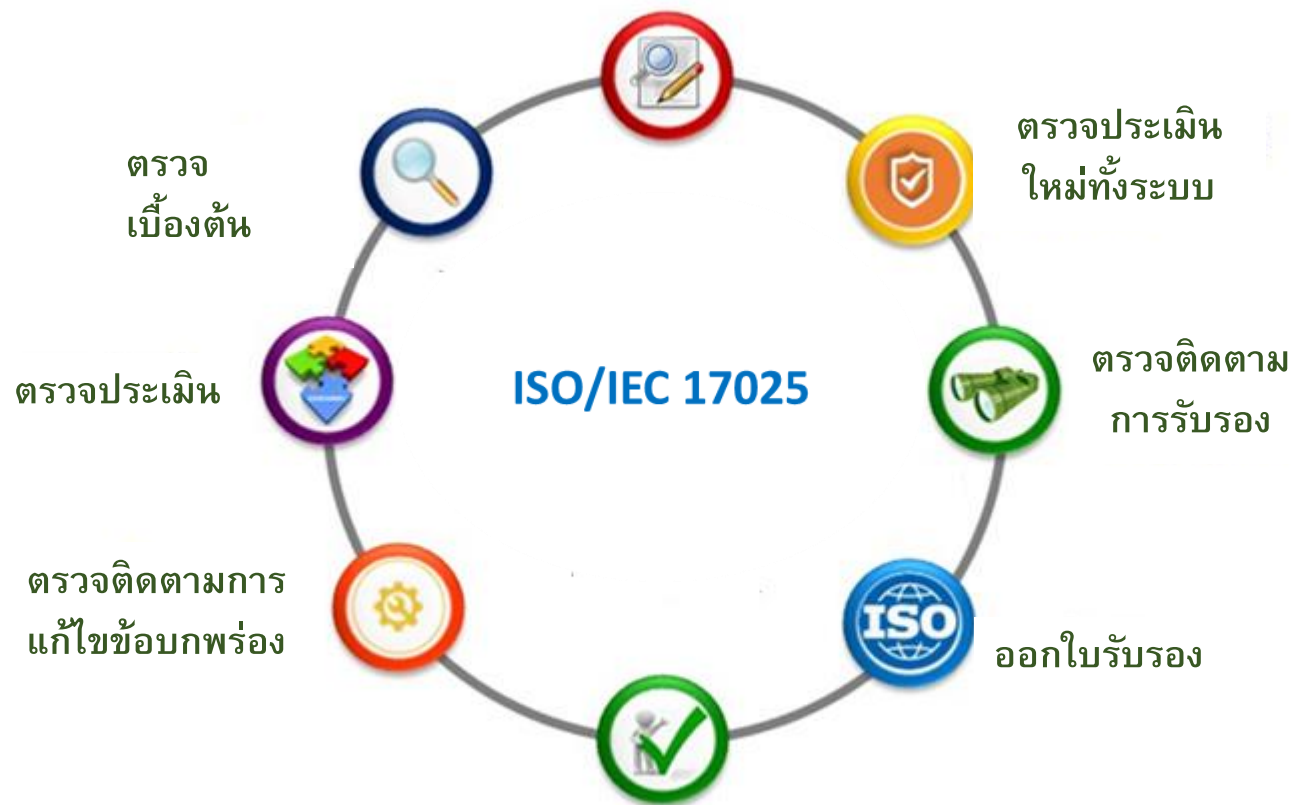 ตรวจประเมิน
ใหม่ทั้งระบบ
ตรวจ
เบื้องต้น
ISO/IEC 17025
ตรวจประเมิน
ตรวจติดตาม
การรับรอง
ตรวจติดตามการ
แก้ไขข้อบกพร่อง
ISO
ออกใบรับรอง